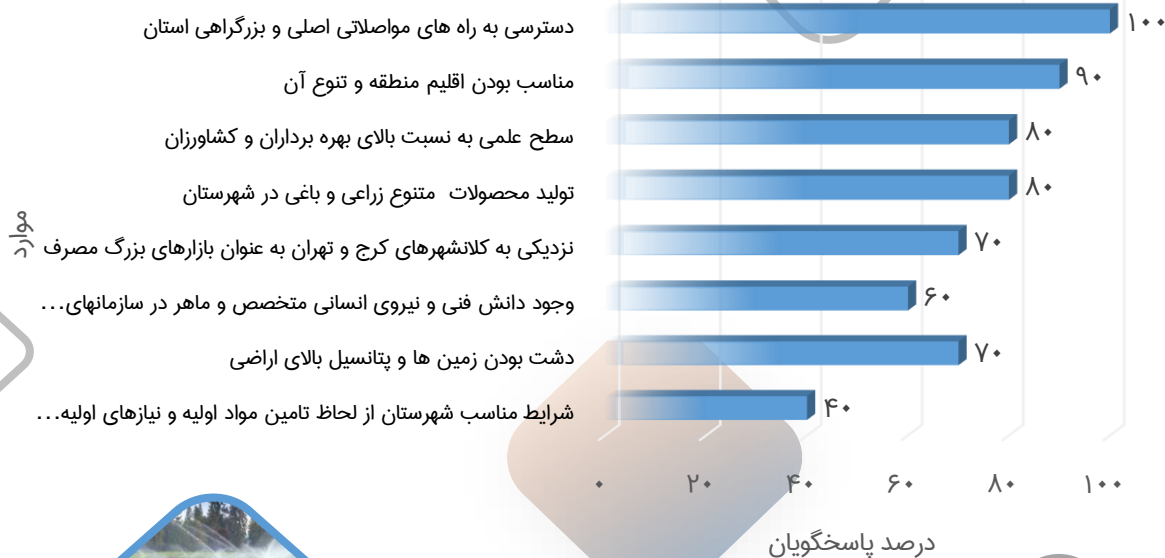 دسترسی به راه های مواصلاتی اصلی و بزرگراهی استان ۱۰۰
مناسب بودن اقلیم منطقه و تنوع آن ۹۰
سطح علمی به نسبت بالای بهره برداران و کشاورزان ۸۰
تولید محصولات متنوع زراعی و باغی در شهرستان ۸۰
نزدیکی به کلانشهرهای کرج و تهران به عنوان بازارهای بزرگ مصرف ۷۰
وجود دانش فنی و نیروی انسانی متخصص و ماهر در سازمانهای... ۶۰
دشت بودن زمین ها و پتانسیل بالای اراضی ۷۰
شرایط مناسب شهرستان از لحاظ تامین مواد اولیه و نیازهای اولیه... ۴۰
موارد
۰ ۲۰ ۴۰ ۶۰ ۸۰ ۱۰۰
درصد پاسخگویان